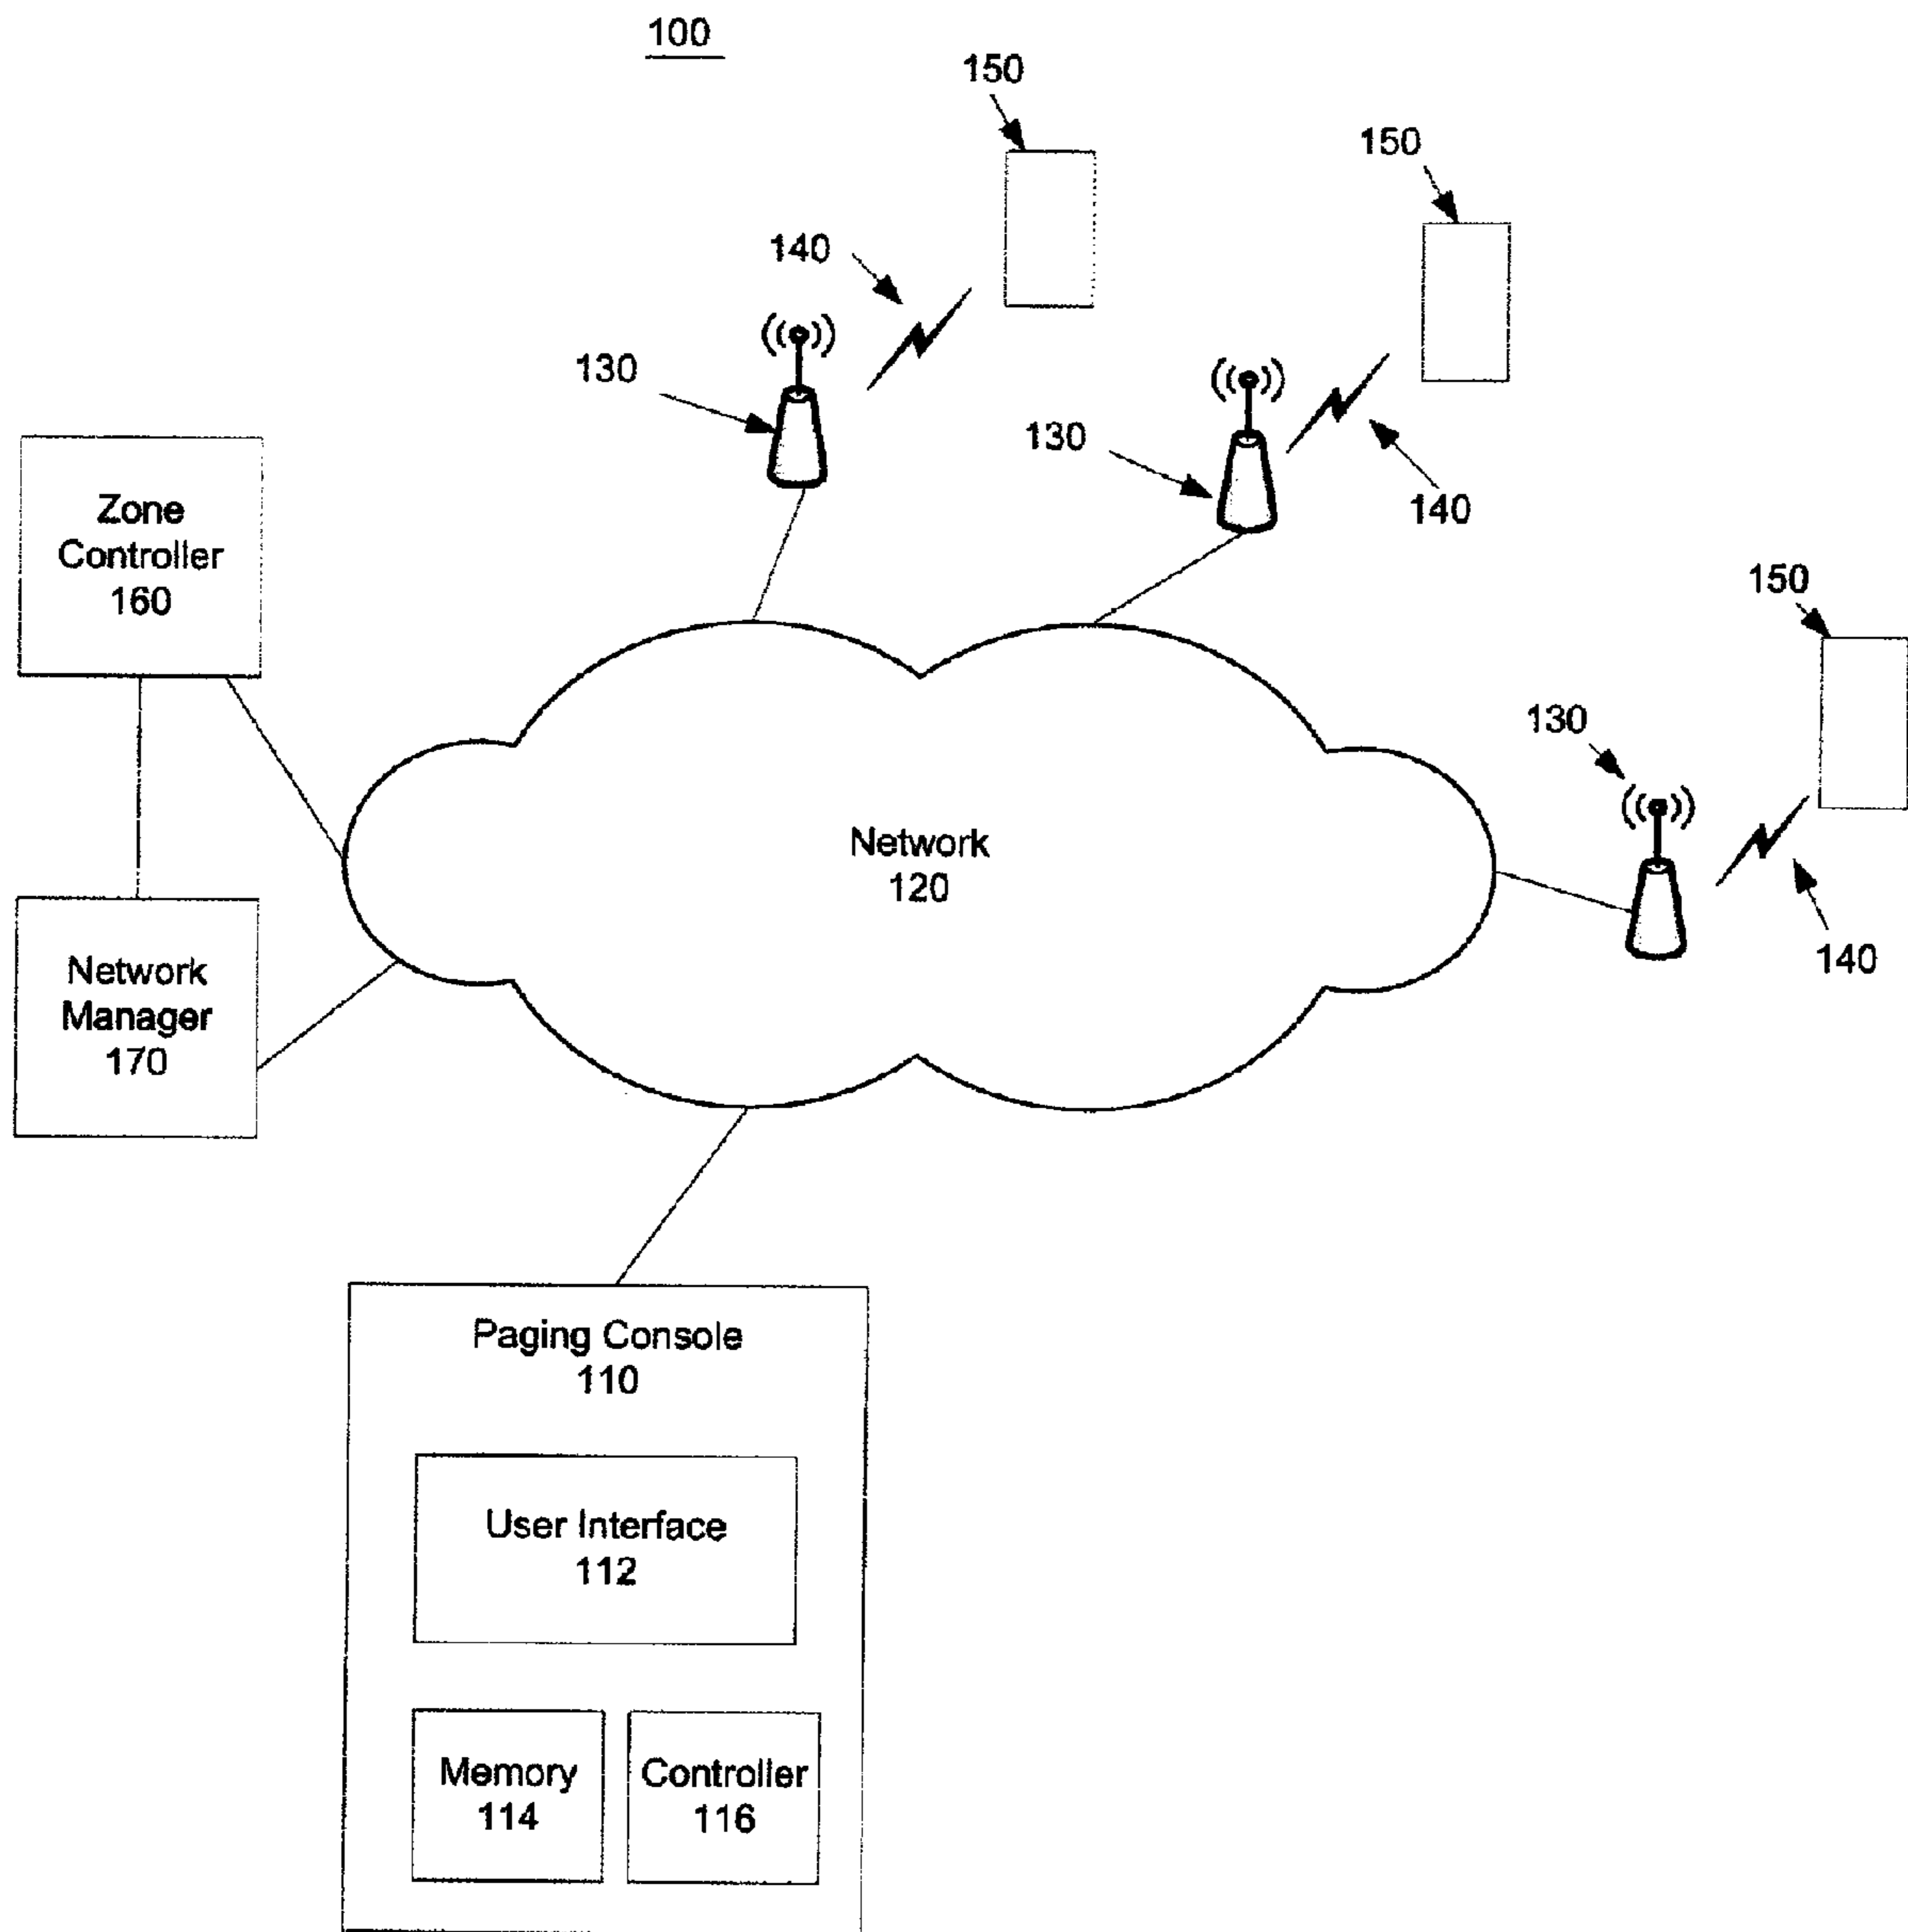 100
150
150
140
130
130
140
Zone
Controller
160
150
130
140
Network
120
Network
Manager
170
Paging Console
110
User Interface
112
Memory
114
Controller
116